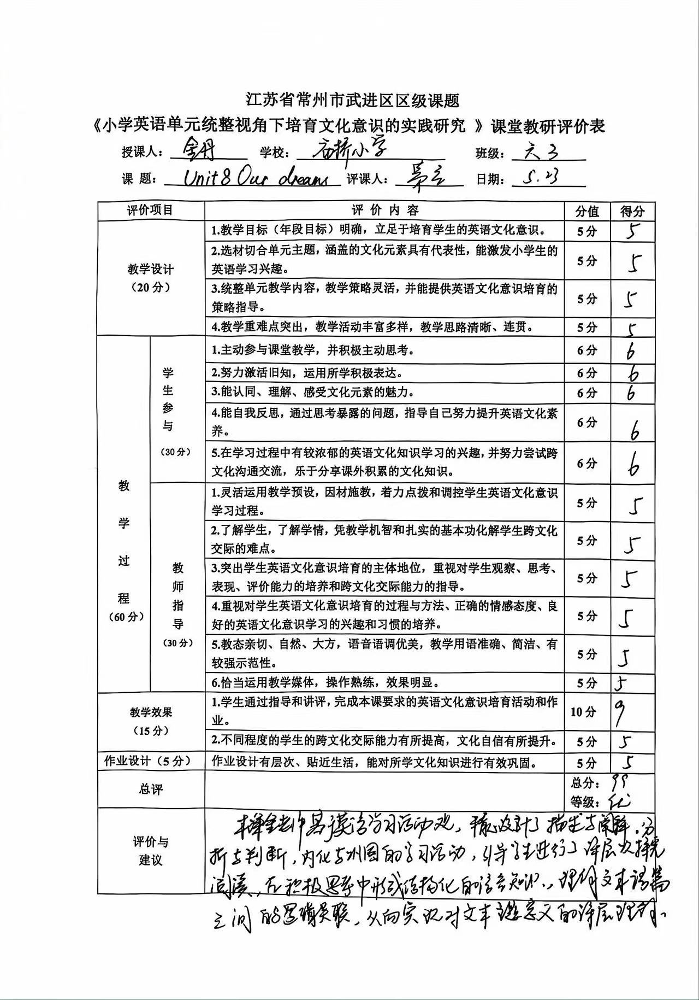 江苏省常州市武进区区级课题
《小学英语单元统整视角下培育文化意识的实践研究 》课堂教研评价表
授课人: 金丹 学校: 庙桥小学 班级: 六3
课 题: Unit8 Our dreams 评课人: 日期: 5.23
评价项目 评 价 内 容 分值 得分
教学设计
（20 分）
1.教学目标（年段目标）明确，立足于培育学生的英语文化意识。 5 分 5
2.选材切合单元主题，涵盖的文化元素具有代表性，能激发小学生的
英语学习兴趣。 5 分 5
3.统整单元教学内容，教学策略灵活，并能提供英语文化意识培育的
策略指导。 5 分 5
4.教学重难点突出，教学活动丰富多样，教学思路清晰、连贯。 5 分 5
教学过程
（60 分）
学生参与
（30 分）
1.主动参与课堂教学，并积极主动思考。 6 分 6
2.努力激活旧知，运用所学积极表达。 6 分 6
3.能认同、理解、感受文化元素的魅力。 6 分 6
4.能自我反思，通过思考暴露的问题，指导自己努力提升英语文化素
养。 6 分 6
5.在学习过程中有较浓郁的英语文化知识学习的兴趣，并努力尝试跨
文化沟通交流，乐于分享课外积累的文化知识。 6 分 6
教师指导
（30 分）
1.灵活运用教学预设，因材施教，着力点拨和调控学生英语文化意识
学习过程。 5 分 5
2.了解学生，了解学情，凭教学机智和扎实的基本功化解学生跨文化
交际的难点。 5 分 5
3.突出学生英语文化意识培育的主体地位，重视对学生观察、思考、
表现、评价能力的培养和跨文化交际能力的指导。 5 分 5
4.重视对学生英语文化意识培育的过程与方法、正确的情感态度、良
好的英语文化意识学习的兴趣和习惯的培养。 5 分 5
5.教态亲切、自然、大方，语音语调优美，教学用语准确、简洁、有
较强示范性。 5 分 5
6.恰当运用教学媒体，操作熟练，效果明显。 5 分 5
教学效果
（15 分）
1.学生通过指导和讲评，完成本课要求的英语文化意识培育活动和作
业。 10 分 9
2.不同程度的学生的跨文化交际能力有所提高，文化自信有所提升。 5 分 5
作业设计（5 分） 作业设计有层次、贴近生活，能对所学文化知识进行有效巩固。 5 分 5
总评 总分: 99
等级: 优
评价与
建议
本课金老师基于英语学习活动观，精心设计了描述与阐释，分
析与判断，内化与巩固的学习活动，引导学生进行了深层次探究
阅读，在积极思考中形成结构化的语言知识，理解文本语篇
之间的逻辑关联，从而实现对文本主题意义的深层理解。